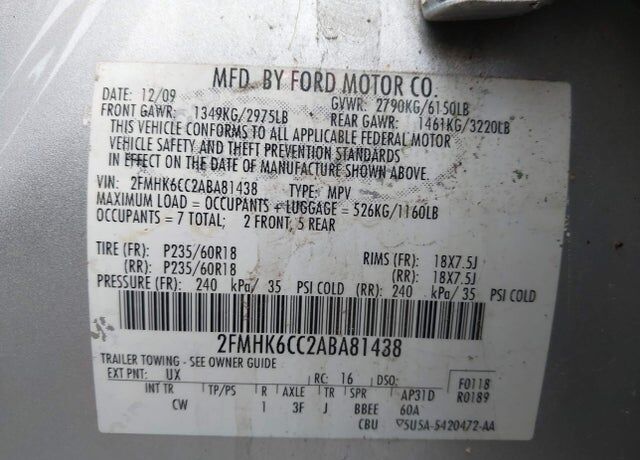 MFD. BY FORD MOTOR CO.
DATE: 12/09 GVWR: 2790KG/6150LB
FRONT GAWR: 1349KG/2975LB REAR GAWR: 1461KG/3220LB
THIS VEHICLE CONFORMS TO ALL APPLICABLE FEDERAL MOTOR
VEHICLE SAFETY AND THEFT PREVENTION STANDARDS
IN EFFECT ON THE DATE OF MANUFACTURE SHOWN ABOVE.
VIN: 2FMHK6CC2ABA81438 TYPE: MPV
MAXIMUM LOAD = OCCUPANTS + LUGGAGE = 526KG/1160LB
OCCUPANTS = 7 TOTAL; 2 FRONT, 5 REAR
TIRE (FR): P235/60R18 RIMS (FR): 18X7.5J
(RR): P235/60R18 (RR): 18X7.5J
PRESSURE (FR): 240 kPa/ 35 PSI COLD (RR): 240 kPa/ 35 PSI COLD
2FMHK6CC2ABA81438
TRAILER TOWING - SEE OWNER GUIDE
EXT PNT: UX RC: 16 DSO: F0118
INT TR TP/PS R AXLE TR SPR AP31D R0189
CW 1 3F J BBEE 60A
CBU 5U5A-5420472-AA